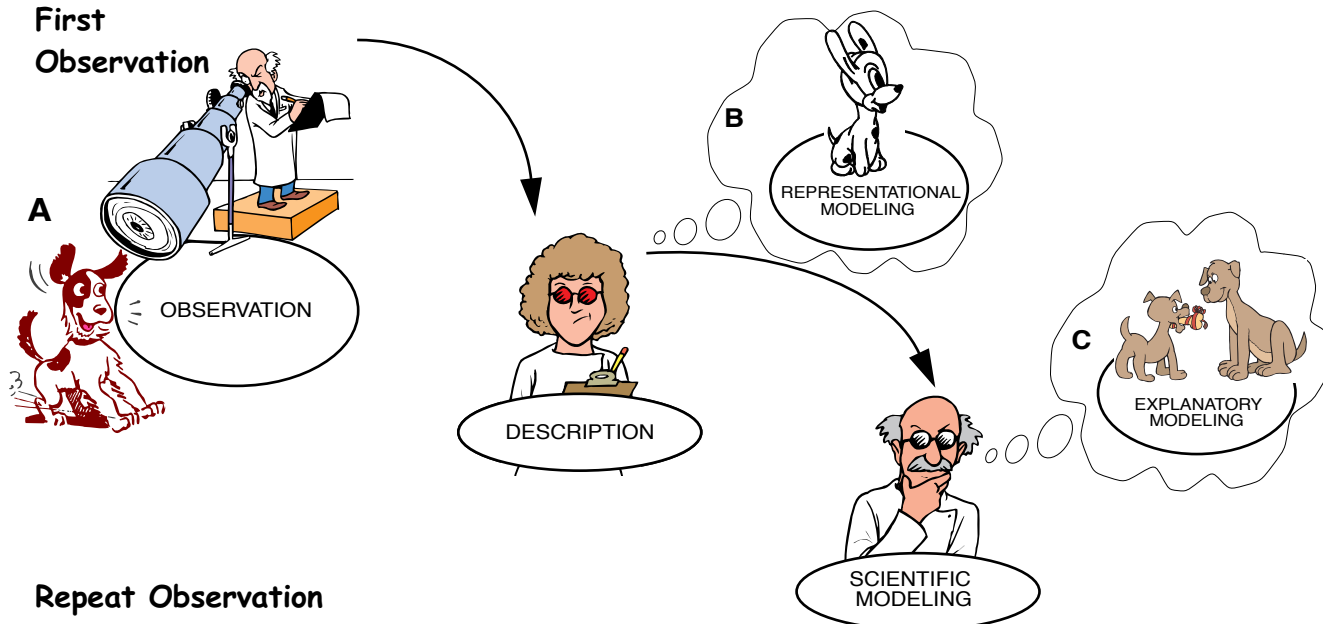 First
Observation
A
OBSERVATION
B
REPRESENTATIONAL
MODELING
DESCRIPTION
C
EXPLANATORY
MODELING
SCIENTIFIC
MODELING
Repeat Observation